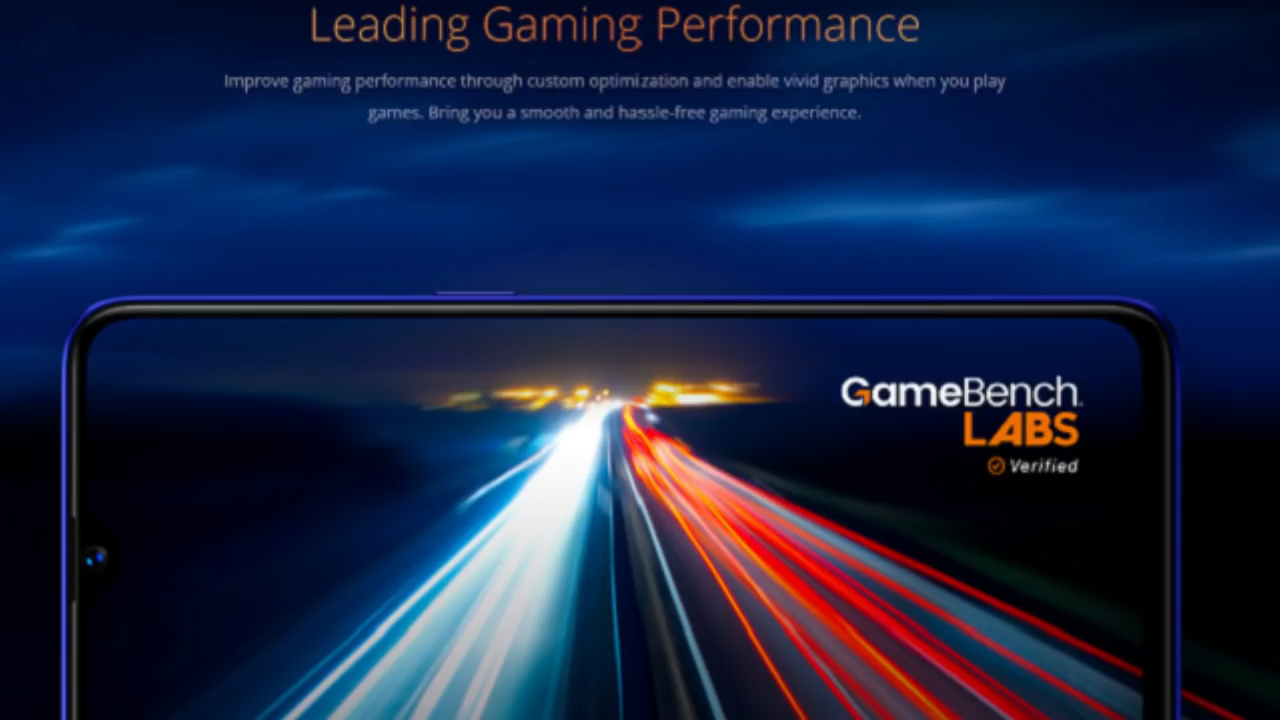 Leading Gaming Performance
Improve gaming performance through custom optimization and enable vivid graphics when you play
games. Bring you a smooth and hassle-free gaming experience.
GameBench.
LABS
Verified